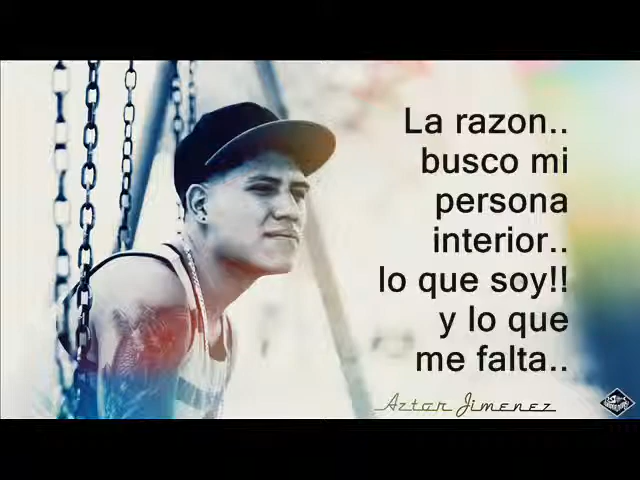 La razon..
busco mi
persona
interior..
lo que soy!!
y lo que
me falta..
Aztor Jimenez